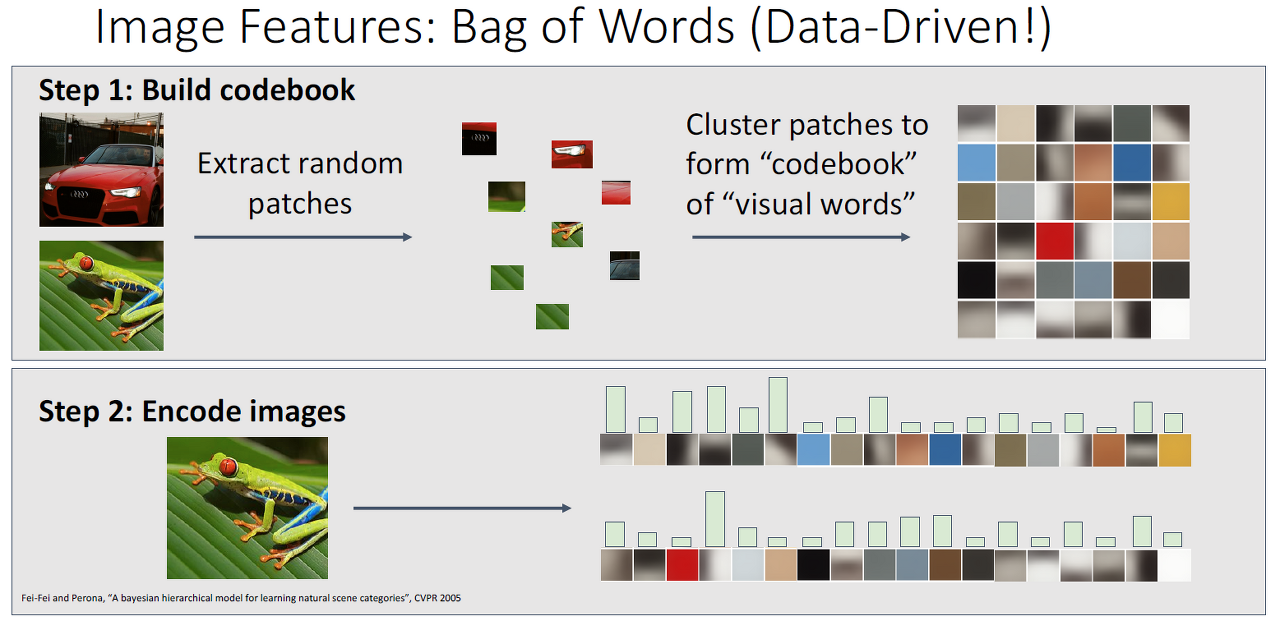 Image Features: Bag of Words (Data-Driven!)
Step 1: Build codebook
Extract random
patches
Cluster patches to
form “codebook”
of “visual words”
Step 2: Encode images
Fei-Fei and Perona, “A bayesian hierarchical model for learning natural scene categories”, CVPR 2005